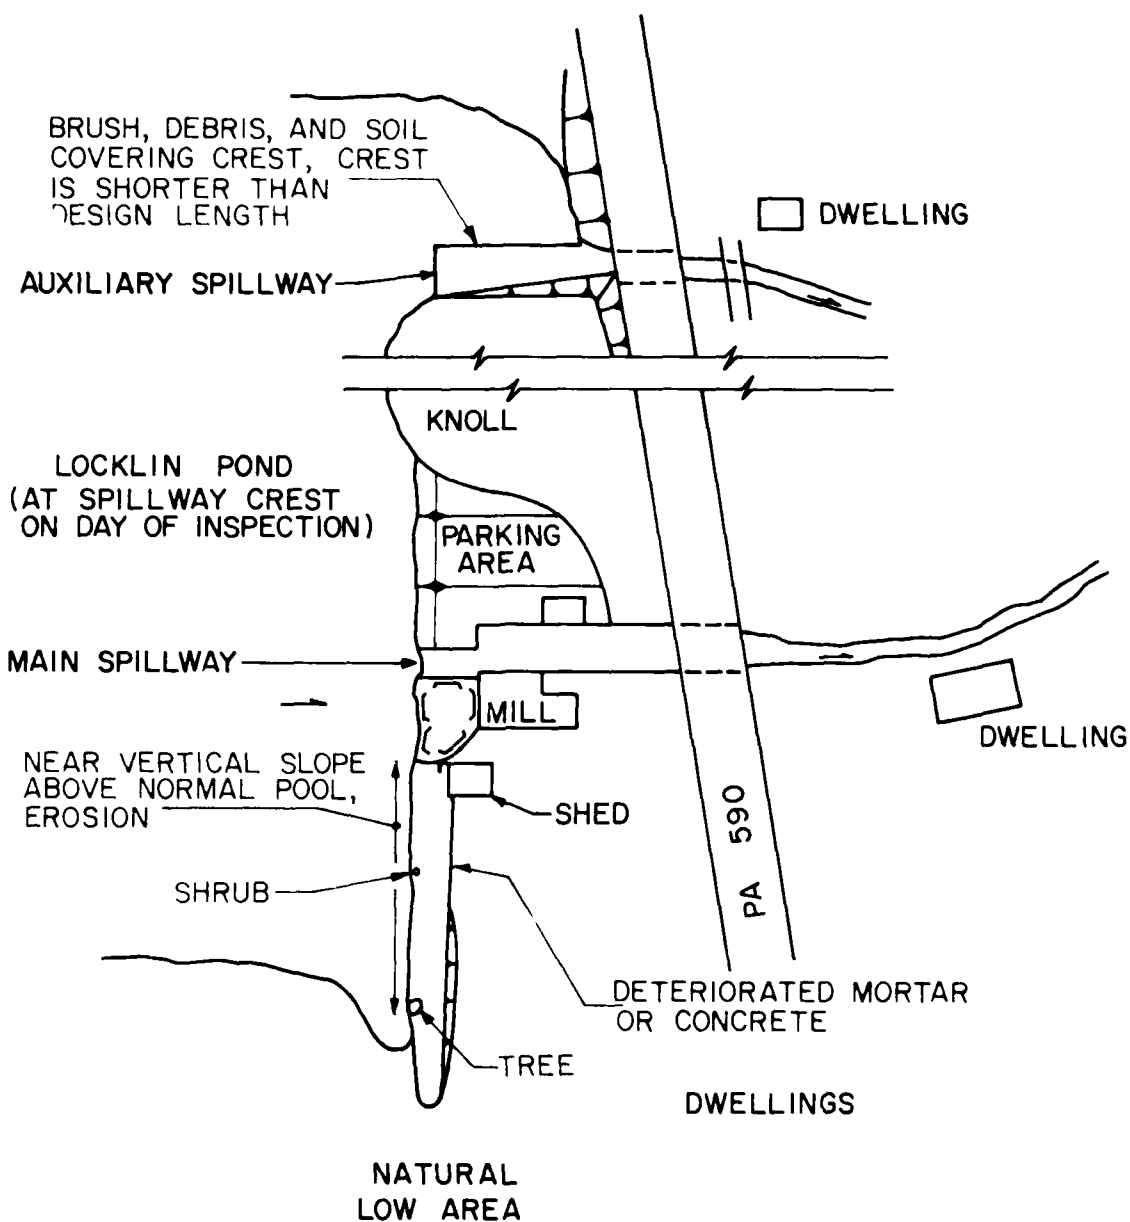 BRUSH, DEBRIS, AND SOIL
COVERING CREST, CREST
IS SHORTER THAN
DESIGN LENGTH
DWELLING
AUXILIARY SPILLWAY
KNOLL
LOCKLIN POND
(AT SPILLWAY CREST
ON DAY OF INSPECTION)
PARKING
AREA
MAIN SPILLWAY
MILL
DWELLING
NEAR VERTICAL SLOPE
ABOVE NORMAL POOL,
EROSION
SHED
PA 590
SHRUB
DETERIORATED MORTAR
OR CONCRETE
TREE
DWELLINGS
NATURAL
LOW AREA